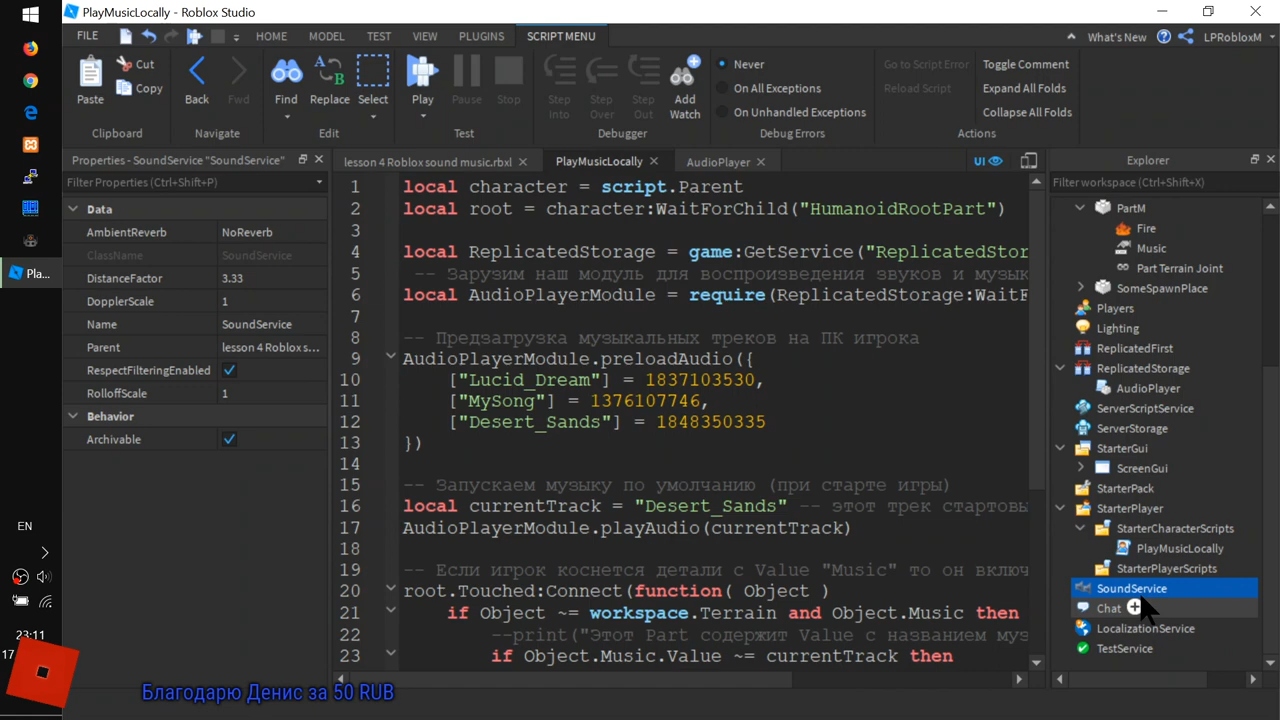 PlayMusicLocally - Roblox Studio
FILE HOME MODEL TEST VIEW PLUGINS SCRIPT MENU What's New LPRobloxM
Paste Cut Copy Back Fwd Find Replace Select Play Pause Stop Step Into Step Over Step Out Add Watch
Never Go to Script Error Toggle Comment
On All Exceptions Reload Script Expand All Folds
On Unhandled Exceptions Collapse All Folds
Clipboard Navigate Edit Test Debugger Debug Errors Actions
Properties - SoundService "SoundService"
Filter Properties (Ctrl+Shift+P)
Data
AmbientReverb NoReverb
ClassName SoundService
DistanceFactor 3.33
DopplerScale 1
Name SoundService
Parent lesson 4 Roblox s...
RespectFilteringEnabled
RolloffScale 1
Behavior
Archivable
lesson 4 Roblox sound music.rbxl PlayMusicLocally AudioPlayer UI
1 local character = script.Parent
2 local root = character:WaitForChild("HumanoidRootPart")
3
4 local ReplicatedStorage = game:GetService("ReplicatedStor
5 -- Зарузим наш модуль для воспроизведения звуков и музык
6 local AudioPlayerModule = require(ReplicatedStorage:WaitF
7
8 -- Предзагрузка музыкальных треков на ПК игрока
9 AudioPlayerModule.preloadAudio({
10 ["Lucid_Dream"] = 1837103530,
11 ["MySong"] = 1376107746,
12 ["Desert_Sands"] = 1848350335
13 })
14
15 -- Запускаем музыку по умолчанию (при старте игры)
16 local currentTrack = "Desert_Sands" -- этот трек стартовы
17 AudioPlayerModule.playAudio(currentTrack)
18
19 -- Если игрок коснется детали с Value "Music" то он включ
20 root.Touched:Connect(function( Object )
21 if Object ~= workspace.Terrain and Object.Music then
22 --print("Этот Part содержит Value с названием муз
23 if Object.Music.Value ~= currentTrack then
Explorer
Filter workspace (Ctrl+Shift+X)
PartM
Fire
Music
Part Terrain Joint
SomeSpawnPlace
Players
Lighting
ReplicatedFirst
ReplicatedStorage
AudioPlayer
ServerScriptService
ServerStorage
StarterGui
ScreenGui
StarterPack
StarterPlayer
StarterCharacterScripts
PlayMusicLocally
StarterPlayerScripts
SoundService
Chat
LocalizationService
TestService
Pla...
EN
23:11
17
Благодарю Денис за 50 RUB